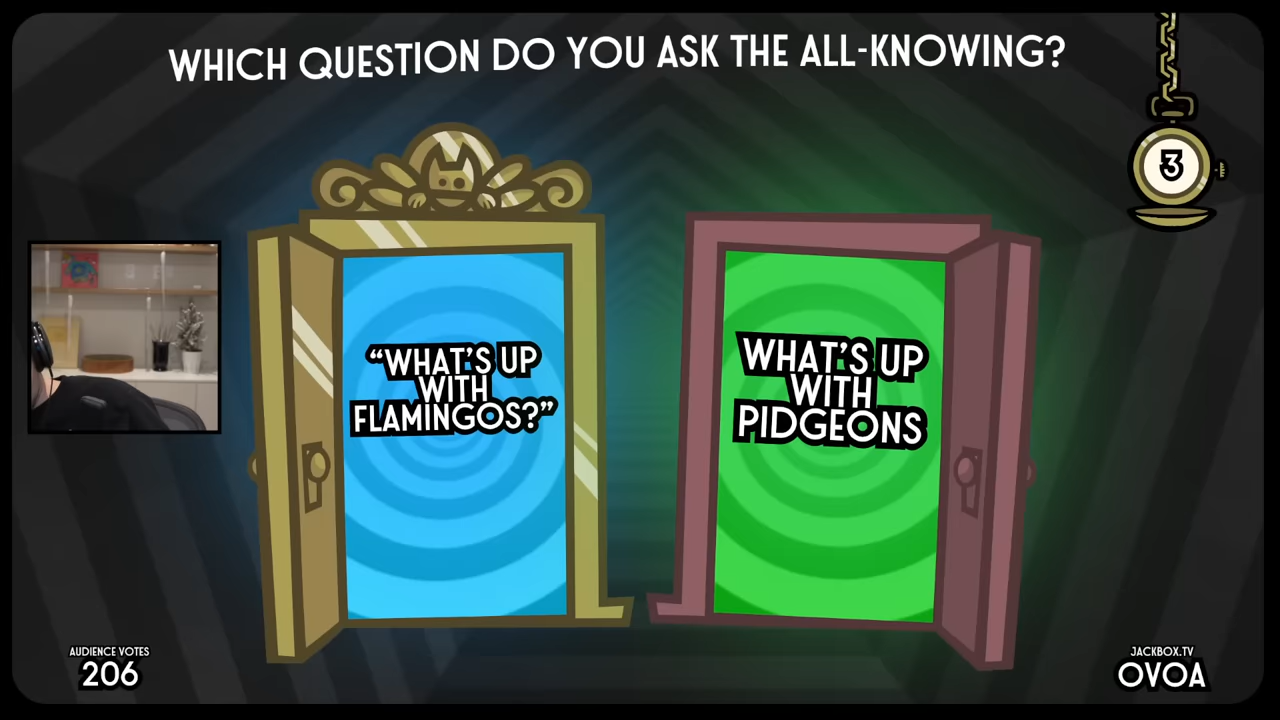 WHICH QUESTION DO YOU ASK THE ALL-KNOWING?
3
“WHAT’S UP
WITH
FLAMINGOS?”
WHAT’S UP
WITH
PIDGEONS
AUDIENCE VOTES
206
JACKBOX.TV
OVOA